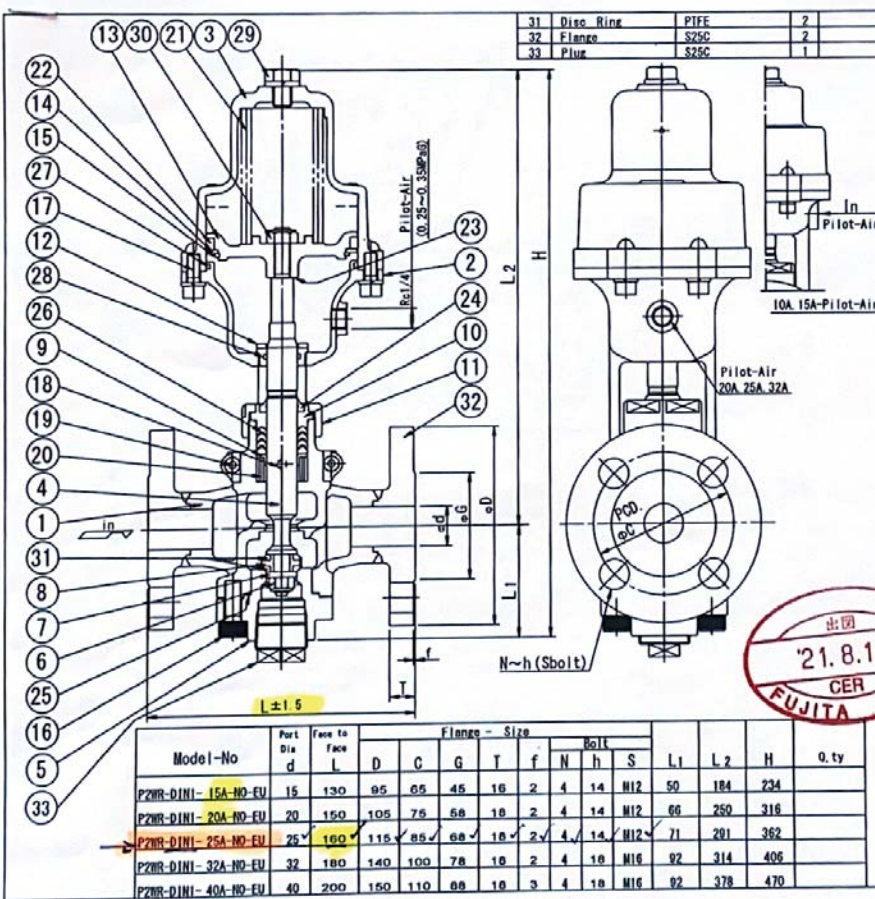 31 Disc Ring PTFE 2
32 Flange S25C 2
33 Plug S25C 1
13 30 21 3 29
22
14
15
27
17
12
28
26
9
18
19
20
4
1
31
8
7
6
25
16
5
33
23
2
24
10
11
32
Pilot-Air
(0.25~0.35MPaG)
Rc1/4
L2
H
L1
in
φd
φG
φD
f
T
L±1.5
In
Pilot-Air
10A.15A-Pilot-Air
Pilot-Air
20A.25A.32A
PCD.
φC
N~h(Sbolt)
出図
'21.8.1
CER
FUJITA
Model-No Port Dia d Face to Face L Flange - Size D C G T f Bolt N h S L1 L2 H Q,ty
P2WR-DIN1- 15A-NO-EU 15 130 95 65 45 16 2 4 14 M12 50 184 234
P2WR-DIN1- 20A-NO-EU 20 150 105 75 58 18 2 4 14 M12 66 250 316
P2WR-DIN1- 25A-NO-EU 25 160 115 85 68 18 2 4 14 M12 71 291 362
P2WR-DIN1- 32A-NO-EU 32 180 140 100 78 18 2 4 18 M16 92 314 406
P2WR-DIN1- 40A-NO-EU 40 200 150 110 88 18 3 4 18 M16 92 378 470